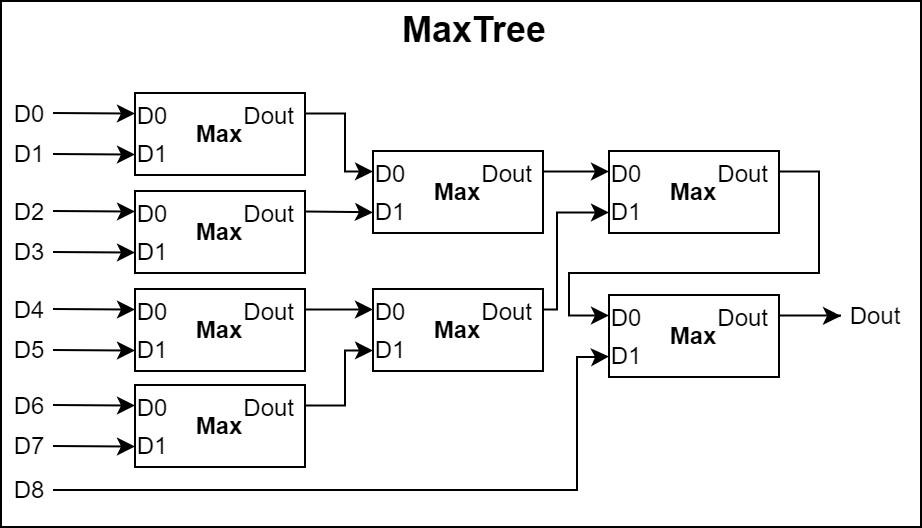 MaxTree
D0 D0 Dout
Max
D1 D1
D2 D0 Dout
Max
D3 D1
D4 D0 Dout
Max
D5 D1
D6 D0 Dout
Max
D7 D1
D8
D0 Dout
Max
D1
D0 Dout
Max
D1
D0 Dout
Max
D1
D0 Dout Dout
Max
D1